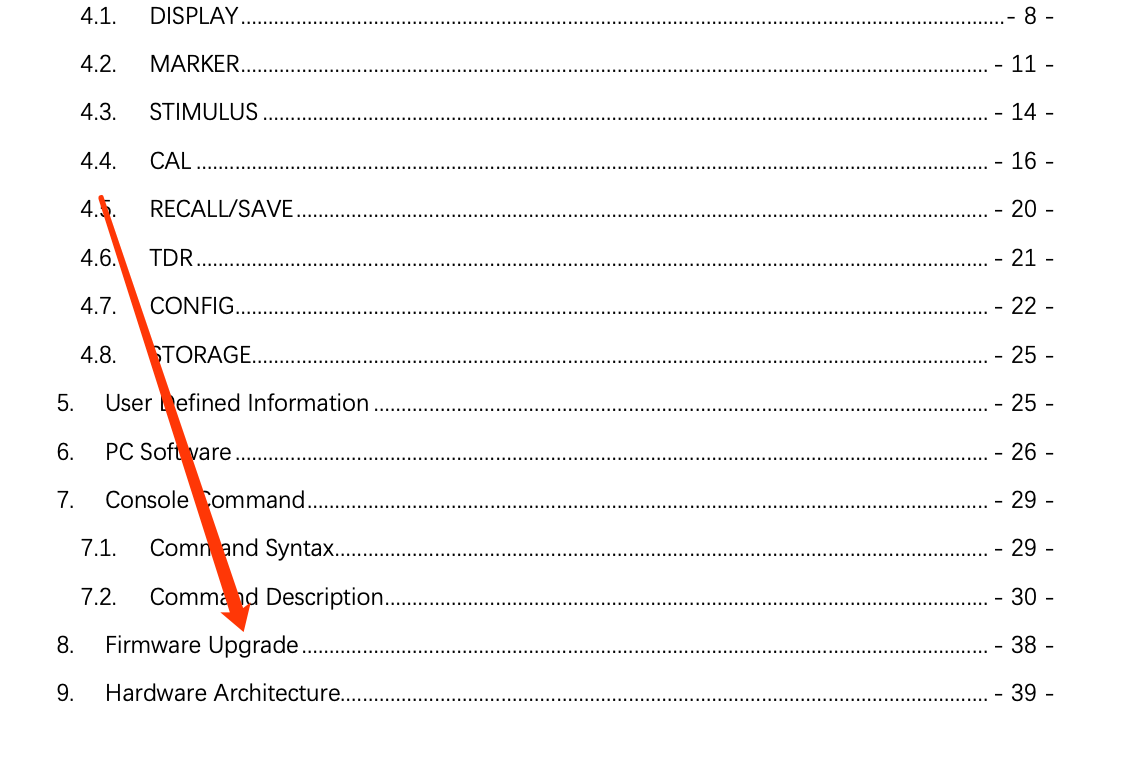 4.1. DISPLAY - 8 -
4.2. MARKER - 11 -
4.3. STIMULUS - 14 -
4.4. CAL - 16 -
4.5. RECALL/SAVE - 20 -
4.6. TDR - 21 -
4.7. CONFIG - 22 -
4.8. STORAGE - 25 -
5. User Defined Information - 25 -
6. PC Software - 26 -
7. Console Command - 29 -
7.1. Command Syntax - 29 -
7.2. Command Description - 30 -
8. Firmware Upgrade - 38 -
9. Hardware Architecture - 39 -